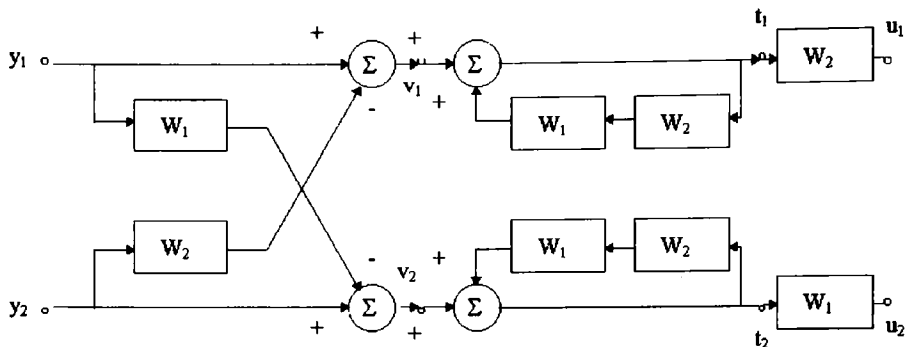 + + t₁ u₁
y₁ Σ Σ W₂
v₁
- +
W₁ W₁ W₂
W₂ W₁ W₂
- v₂ +
y₂ Σ Σ W₁
+ + t₂ u₂